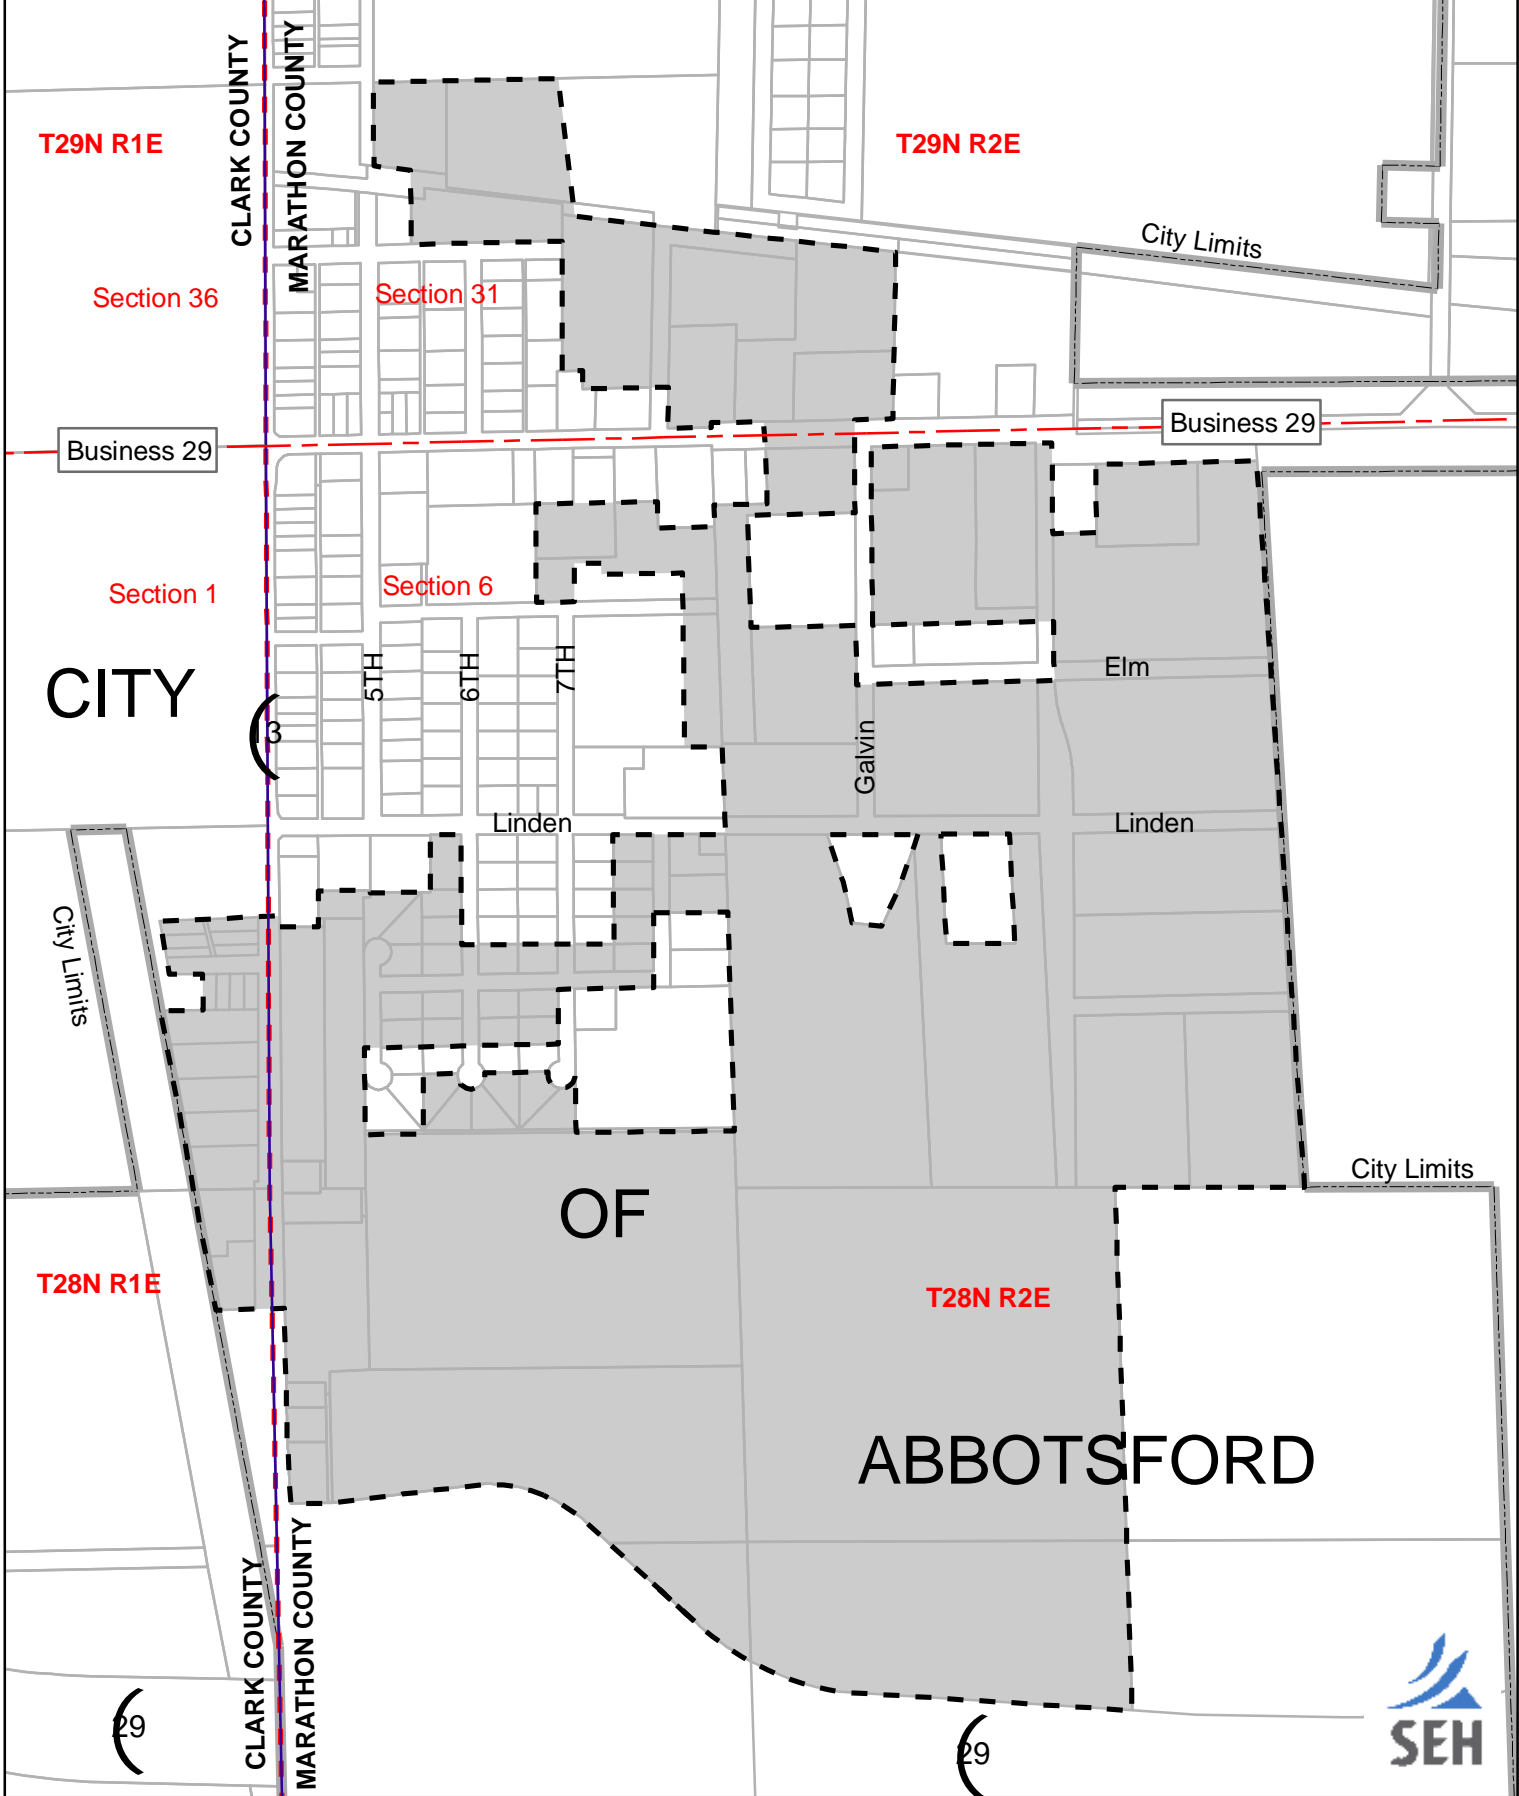 CLARK COUNTY
MARATHON COUNTY
T29N R1E
T29N R2E
City Limits
Section 36
Section 31
Business 29
Business 29
Section 1
Section 6
CITY
5TH
6TH
7TH
Elm
13
Galvin
Linden
Linden
City Limits
City Limits
OF
T28N R1E
T28N R2E
ABBOTSFORD
CLARK COUNTY
MARATHON COUNTY
29
29
SEH